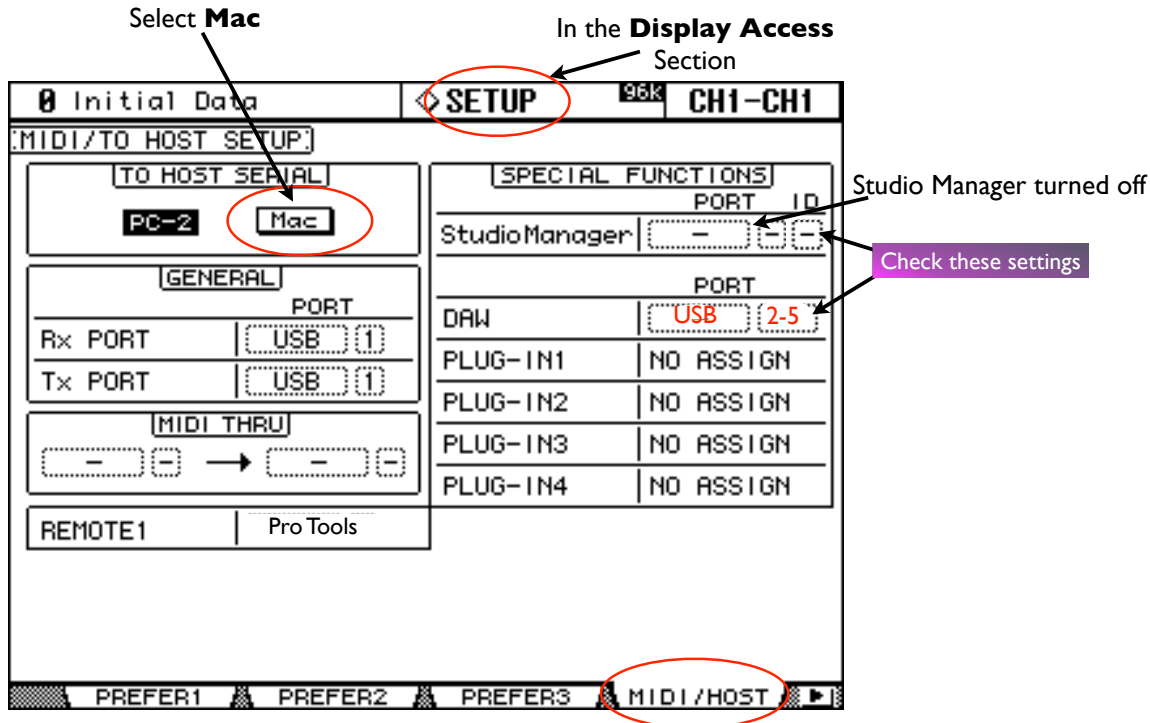 Select Mac
In the Display Access
Section
0 Initial Data
SETUP
96K
CH1-CH1
MIDI/TO HOST SETUP
TO HOST SERIAL
PC-2
Mac
GENERAL
PORT
Rx PORT
USB 1
Tx PORT
USB 1
MIDI THRU
- - → - -
REMOTE1
Pro Tools
SPECIAL FUNCTIONS
PORT ID
StudioManager - - -
PORT
DAW USB 2-5
PLUG-IN1 NO ASSIGN
PLUG-IN2 NO ASSIGN
PLUG-IN3 NO ASSIGN
PLUG-IN4 NO ASSIGN
Studio Manager turned off
Check these settings
PREFER1 PREFER2 PREFER3 MIDI/HOST